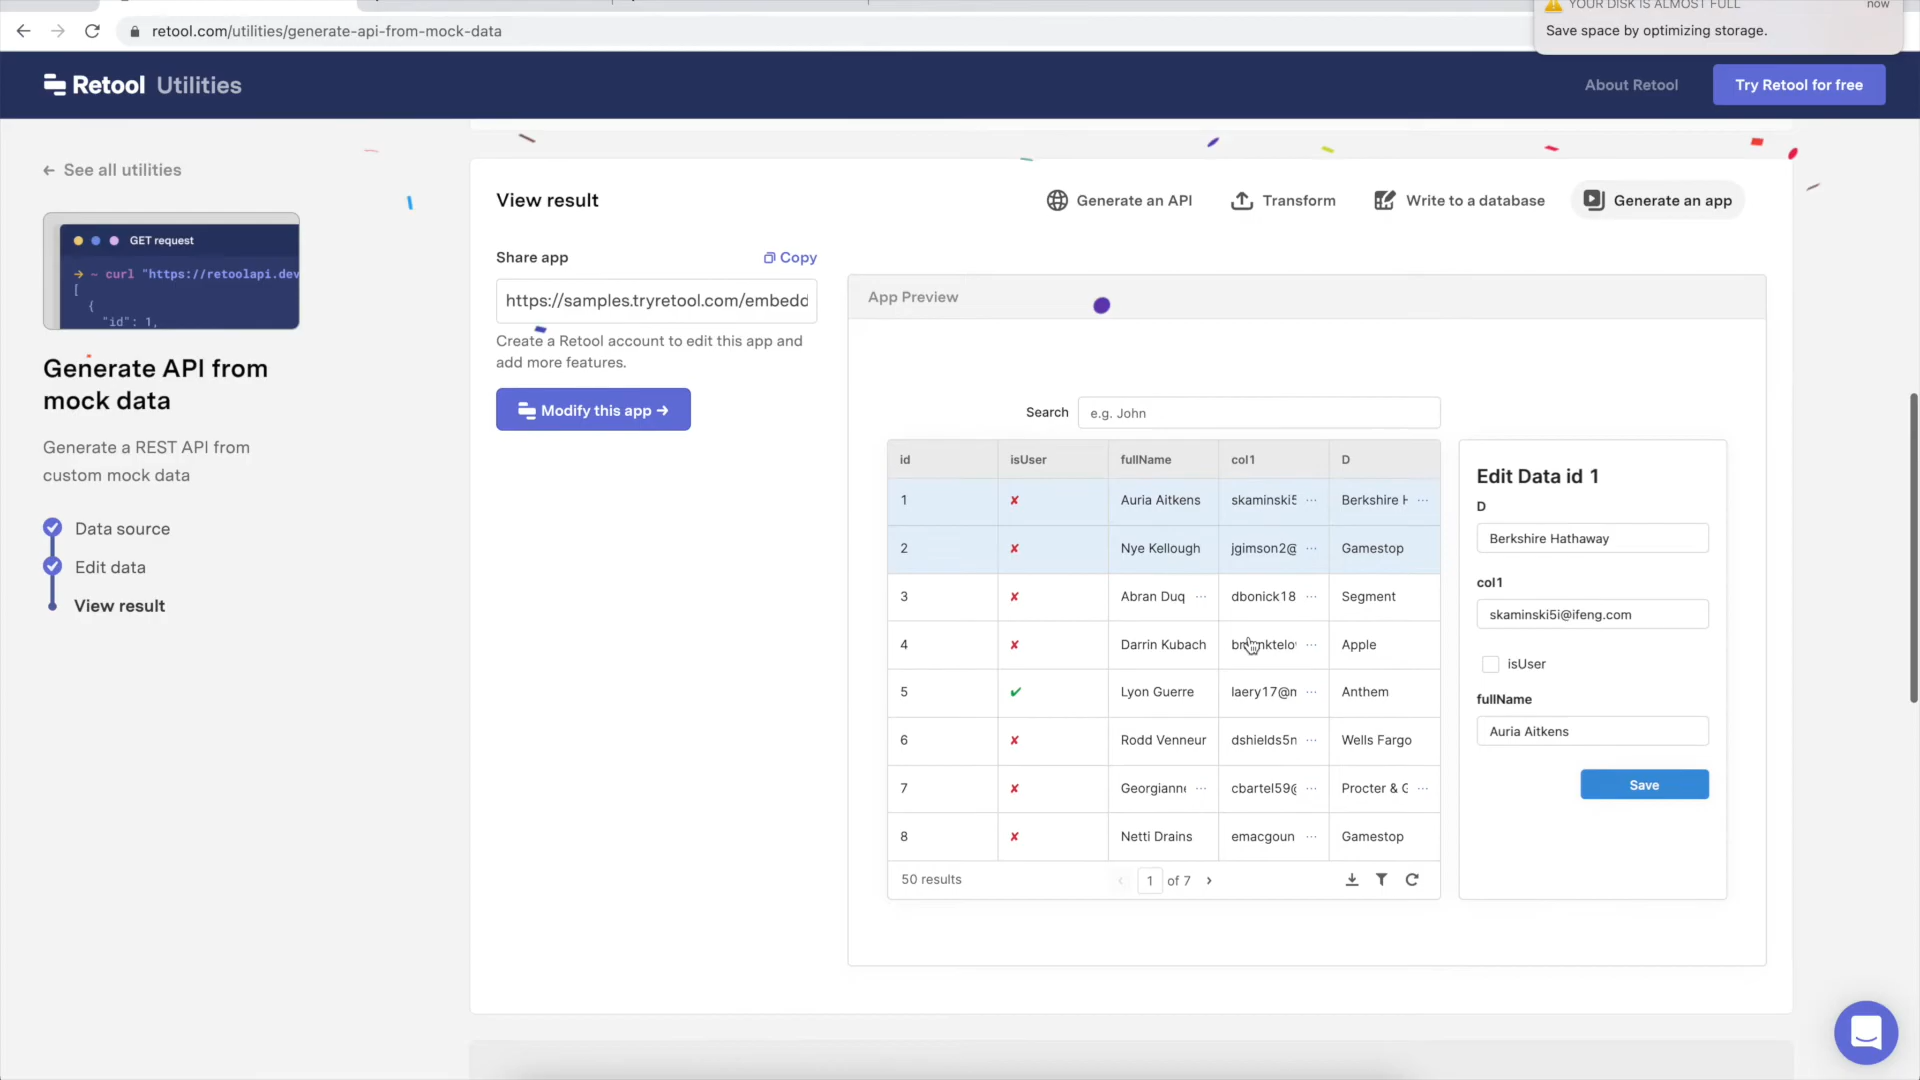 YOUR DISK IS ALMOST FULL
now
retool.com/utilities/generate-api-from-mock-data
Save space by optimizing storage.
Retool Utilities
About Retool
Try Retool for free
See all utilities
GET request
~ curl "https://retoolapi.dev
[
{
"id": 1,
Generate API from
mock data
Generate a REST API from
custom mock data
Data source
Edit data
View result
View result
Generate an API
Transform
Write to a database
Generate an app
Share app
Copy
https://samples.tryretool.com/embedd
Create a Retool account to edit this app and
add more features.
Modify this app →
App Preview
Search
e.g. John
id isUser fullName col1 D
1 ✘ Auria Aitkens skaminski5 ··· Berkshire H ···
2 ✘ Nye Kellough jgimson2@ ··· Gamestop
3 ✘ Abran Duq ··· dbonick18 ··· Segment
4 ✘ Darrin Kubach ··· Apple
5 ✔ Lyon Guerre laery17@n ··· Anthem
6 ✘ Rodd Venneur dshields5n ··· Wells Fargo
7 ✘ Georgianne ··· cbartel59@ ··· Procter & G ···
8 ✘ Netti Drains emacgoun ··· Gamestop
50 results
1 of 7
Edit Data id 1
D
Berkshire Hathaway
col1
skaminski5i@ifeng.com
isUser
fullName
Auria Aitkens
Save